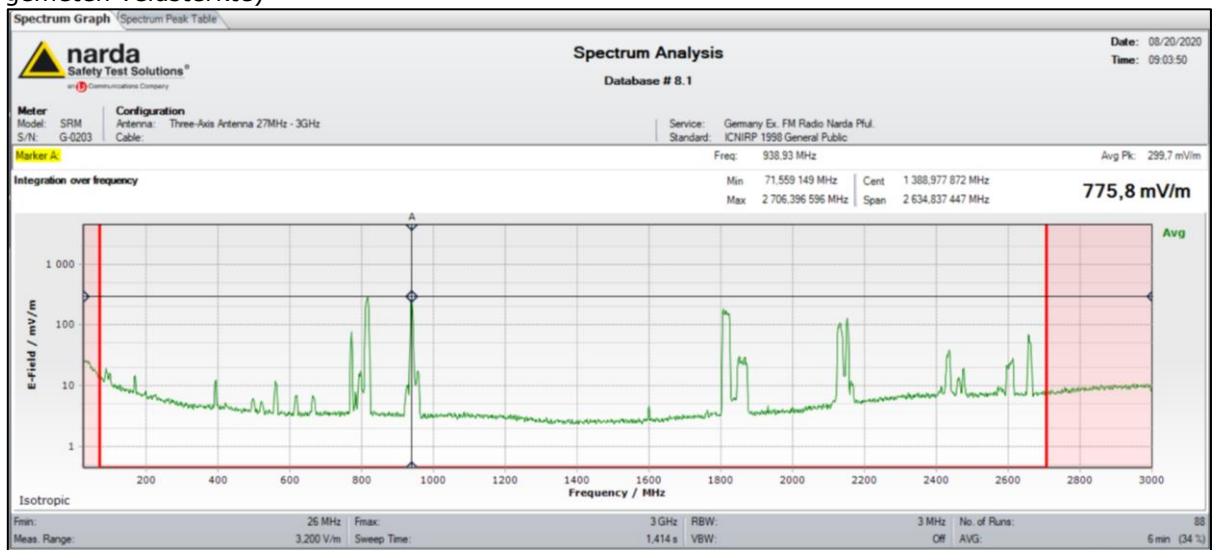 gemeten veldsterkte)
Spectrum Graph Spectrum Peak Table
narda
Safety Test Solutions®
an L3 Communications Company
Spectrum Analysis
Database # 8.1
Date: 08/20/2020
Time: 09:03:50
Meter Configuration
Model: SRM Antenna: Three-Axis Antenna 27MHz - 3GHz Service: Germany Ex. FM Radio Narda Pful.
S/N: G-0203 Cable: Standard: ICNIRP 1998 General Public
Marker A: Freq: 938,93 MHz Avg Pk: 299,7 mV/m
Integration over frequency
Min 71,559 149 MHz Cent 1 388,977 872 MHz
Max 2 706,396 596 MHz Span 2 634,837 447 MHz
775,8 mV/m
A
Avg
E-Field / mV/m
1 000
100
10
1
200 400 600 800 1000 1200 1400 1600 1800 2000 2200 2400 2600 2800 3000
Frequency / MHz
Isotropic
Fmin: 26 MHz Fmax: 3 GHz RBW: 3 MHz No. of Runs: 88
Meas. Range: 3,200 V/m Sweep Time: 1,414 s VBW: Off AVG: 6 min (34 %)